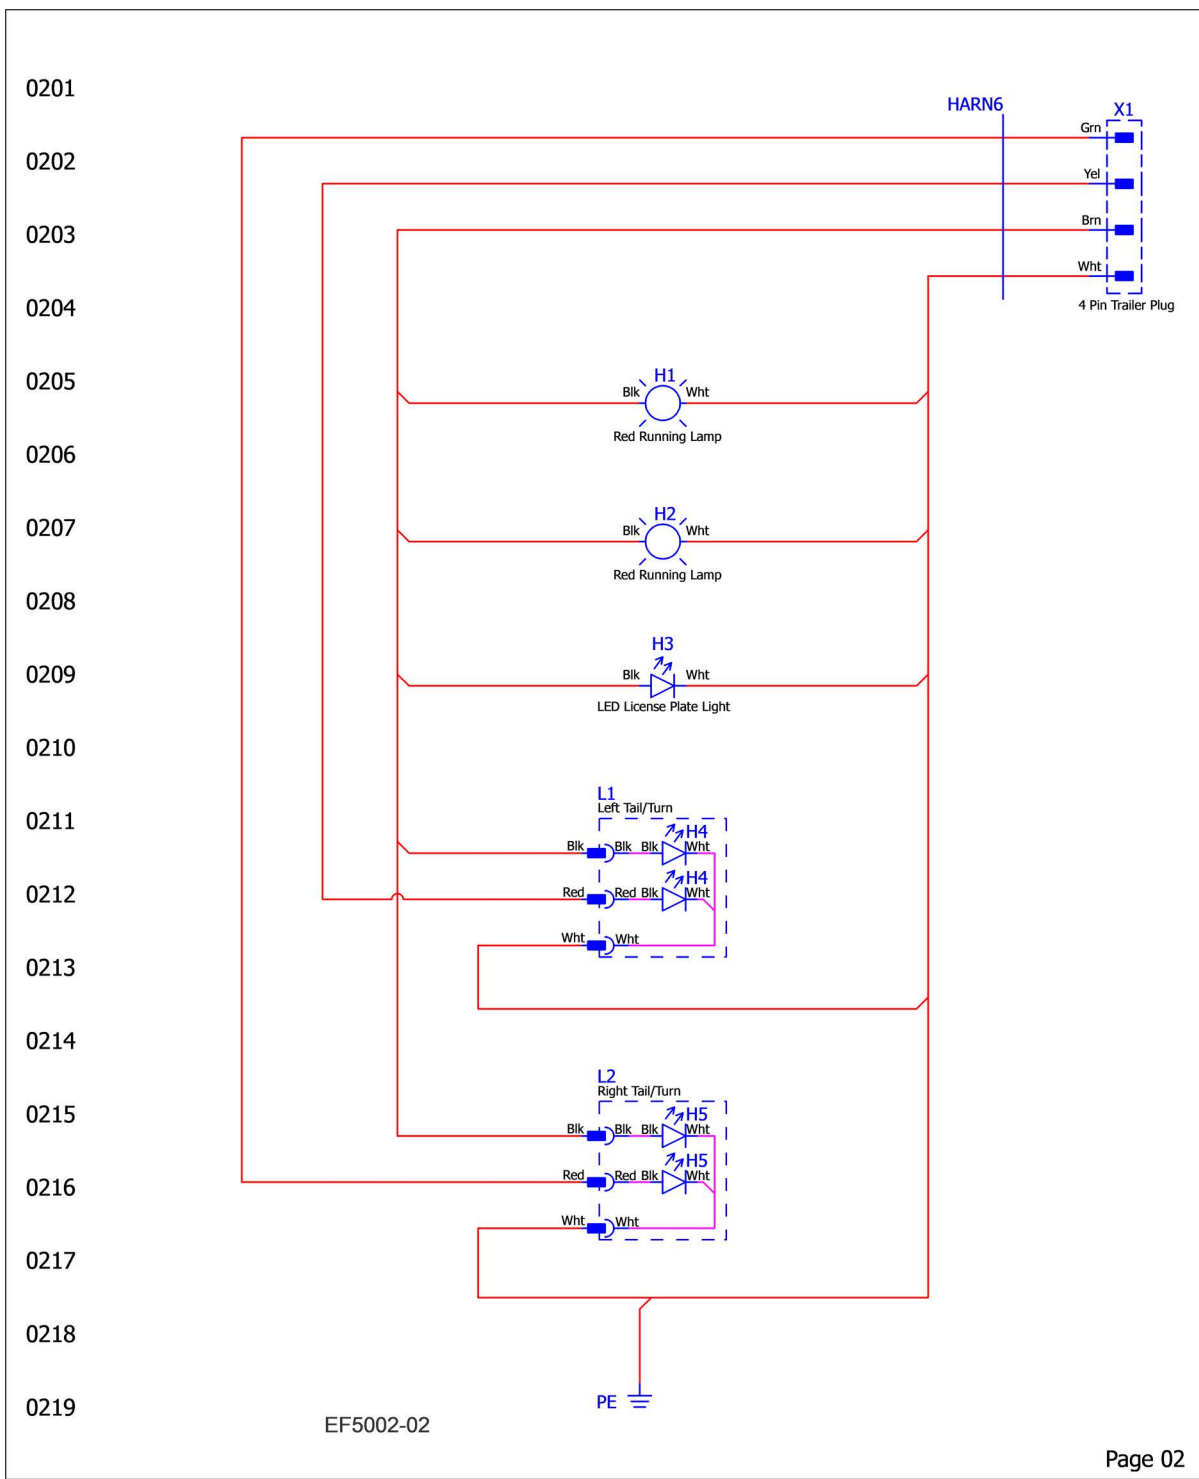 0201
HARN6
X1
Grn
0202
Yel
Brn
0203
Wht
0204
4 Pin Trailer Plug
0205
H1
Blk Wht
Red Running Lamp
0206
0207
H2
Blk Wht
Red Running Lamp
0208
H3
0209
Blk Wht
LED License Plate Light
0210
L1
Left Tail/Turn
0211
H4
Blk Blk Blk Wht
H4
0212
Red Red Blk Wht
Wht Wht
0213
0214
L2
Right Tail/Turn
0215
H5
Blk Blk Blk Wht
H5
0216
Red Red Blk Wht
Wht Wht
0217
0218
PE
0219
EF5002-02
Page 02